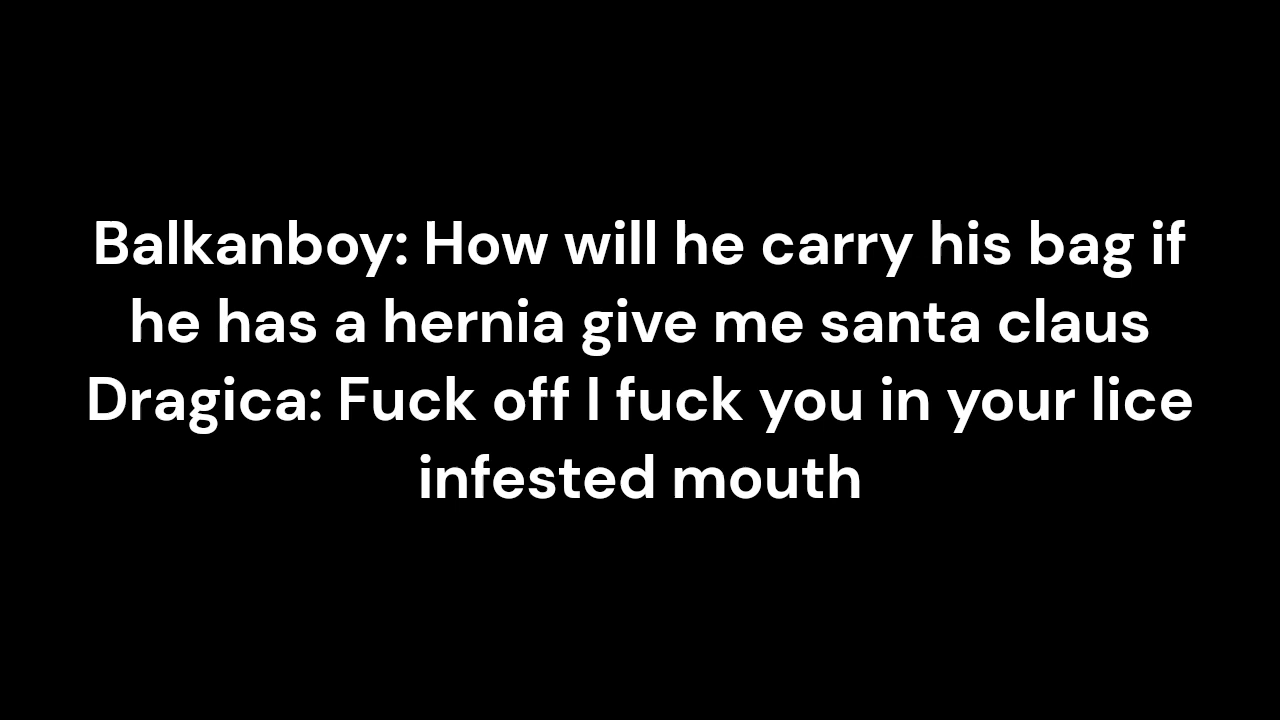 Balkanboy: How will he carry his bag if
he has a hernia give me santa claus
Dragica: Fuck off I fuck you in your lice
infested mouth